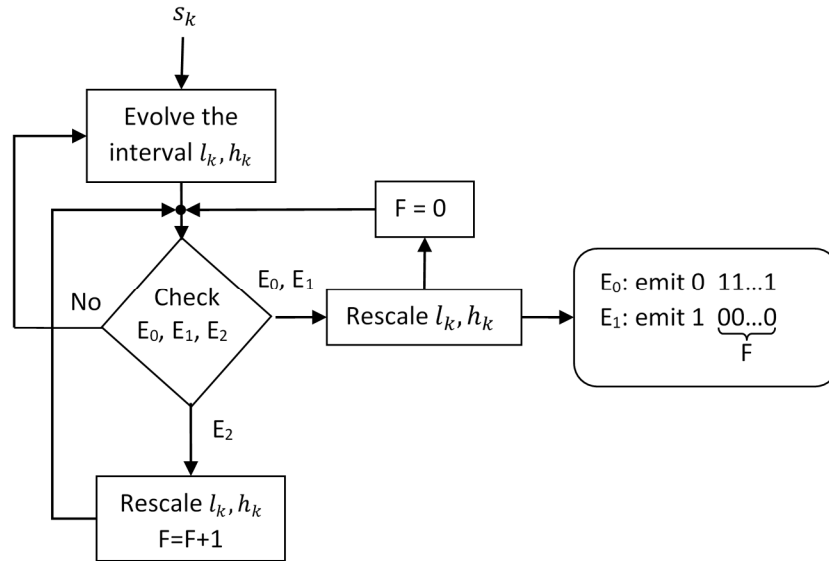 s_k
Evolve the
interval l_k, h_k
F = 0
E₀, E₁
No
Check
E₀, E₁, E₂
Rescale l_k, h_k
E₀: emit 0 11...1
E₁: emit 1 00...0
F
E₂
Rescale l_k, h_k
F=F+1